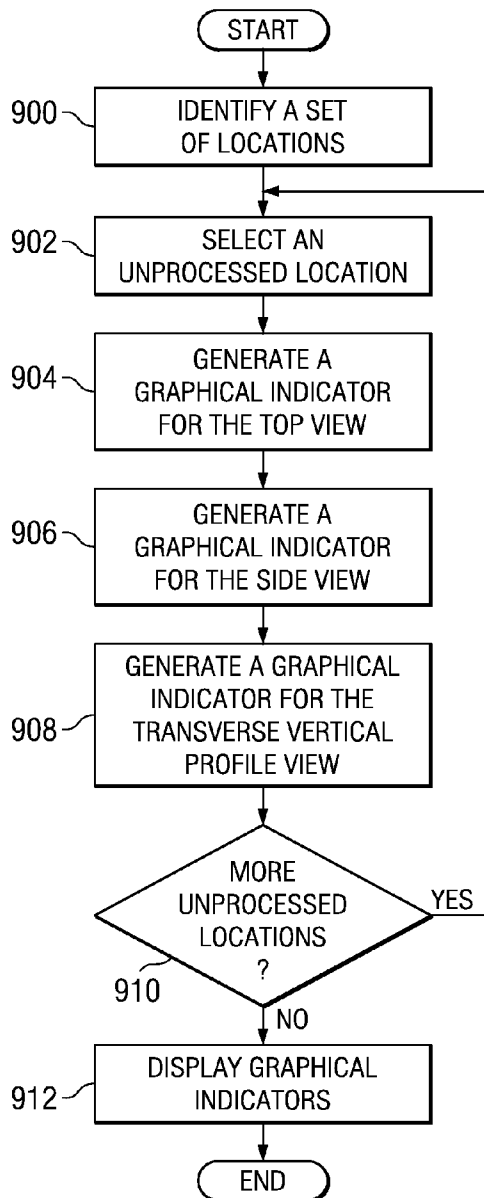 START
900
IDENTIFY A SET
OF LOCATIONS
902
SELECT AN
UNPROCESSED LOCATION
904
GENERATE A
GRAPHICAL INDICATOR
FOR THE TOP VIEW
906
GENERATE A
GRAPHICAL INDICATOR
FOR THE SIDE VIEW
908
GENERATE A GRAPHICAL
INDICATOR FOR THE
TRANSVERSE VERTICAL
PROFILE VIEW
MORE
UNPROCESSED
LOCATIONS
?
YES
910
NO
912
DISPLAY GRAPHICAL
INDICATORS
END